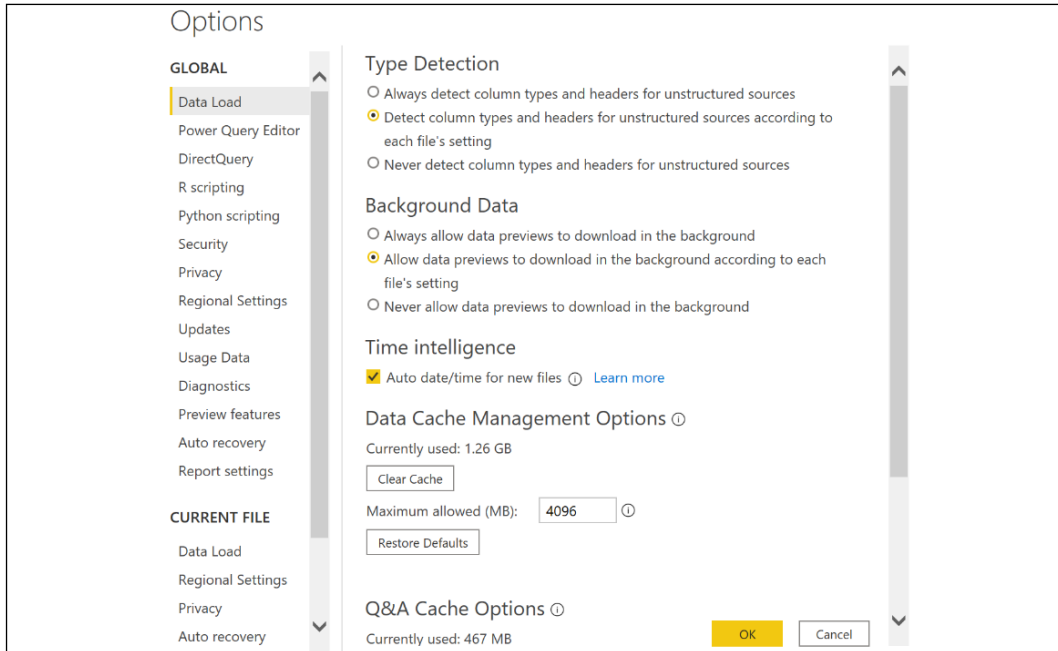 Options
GLOBAL
Data Load
Power Query Editor
DirectQuery
R scripting
Python scripting
Security
Privacy
Regional Settings
Updates
Usage Data
Diagnostics
Preview features
Auto recovery
Report settings
CURRENT FILE
Data Load
Regional Settings
Privacy
Auto recovery
Type Detection
Always detect column types and headers for unstructured sources
Detect column types and headers for unstructured sources according to
each file's setting
Never detect column types and headers for unstructured sources
Background Data
Always allow data previews to download in the background
Allow data previews to download in the background according to each
file's setting
Never allow data previews to download in the background
Time intelligence
Auto date/time for new files Learn more
Data Cache Management Options
Currently used: 1.26 GB
Clear Cache
Maximum allowed (MB): 4096
Restore Defaults
Q&A Cache Options
Currently used: 467 MB
OK Cancel